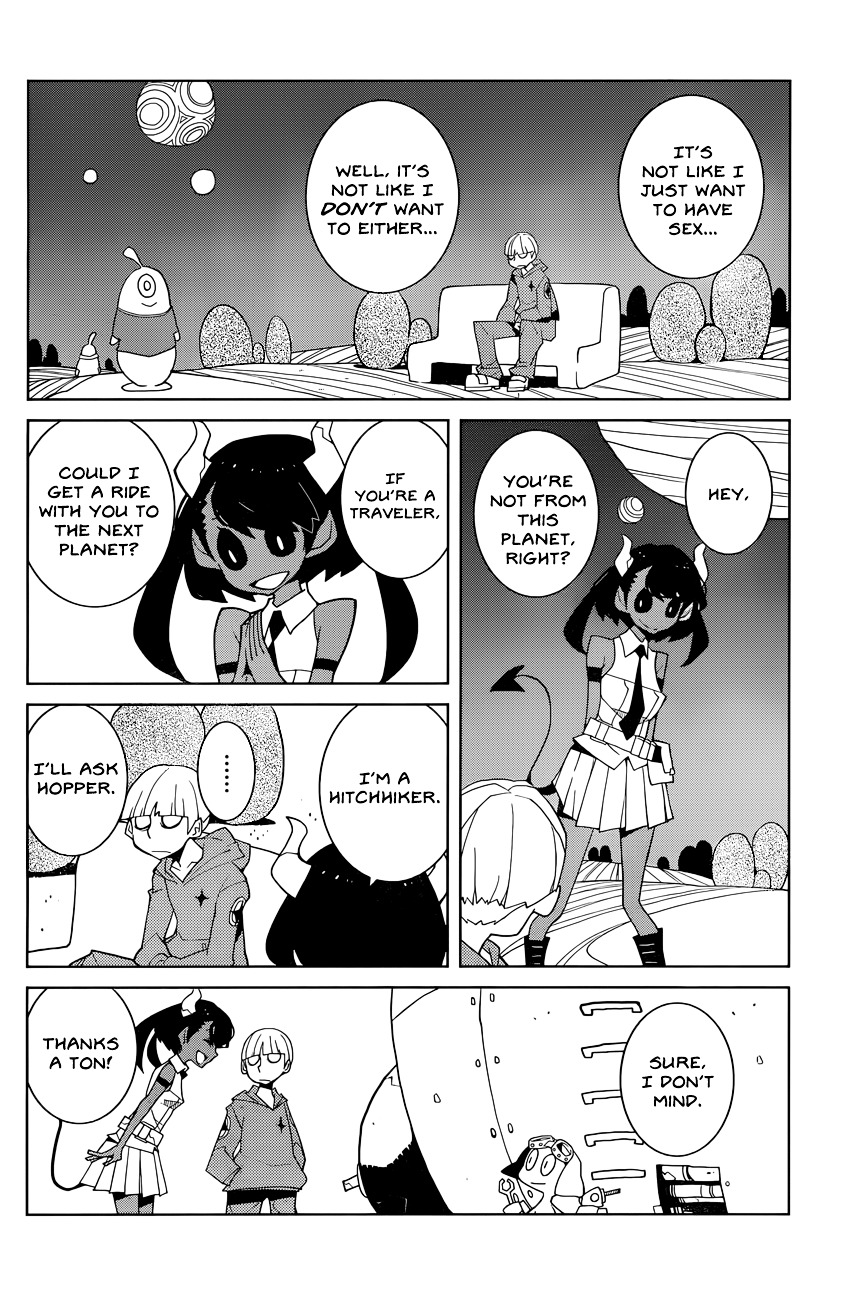 IT'S
NOT LIKE I
JUST WANT
TO HAVE
SEX...
WELL, IT'S
NOT LIKE I
DON'T WANT
TO EITHER...
HEY,
YOU'RE
NOT FROM
THIS
PLANET,
RIGHT?
IF
YOU'RE A
TRAVELER,
COULD I
GET A RIDE
WITH YOU TO
THE NEXT
PLANET?
I'M A
HITCHHIKER.
......
I'LL ASK
HOPPER.
SURE,
I DON'T
MIND.
THANKS
A TON!